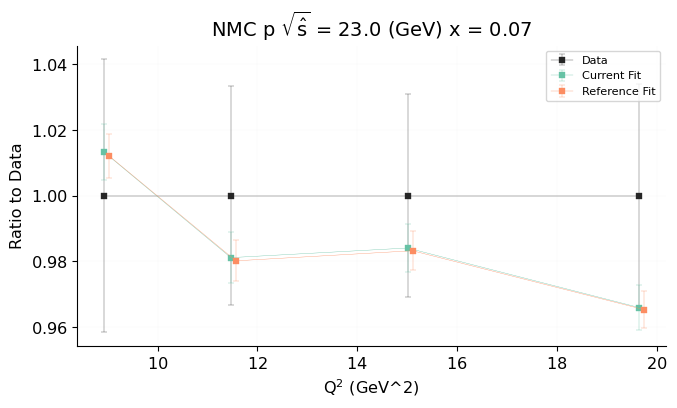 NMC p √ŝ = 23.0 (GeV) x = 0.07
Data
Current Fit
Reference Fit
Ratio to Data
1.04
1.02
1.00
0.98
0.96
10 12 14 16 18 20
Q² (GeV^2)